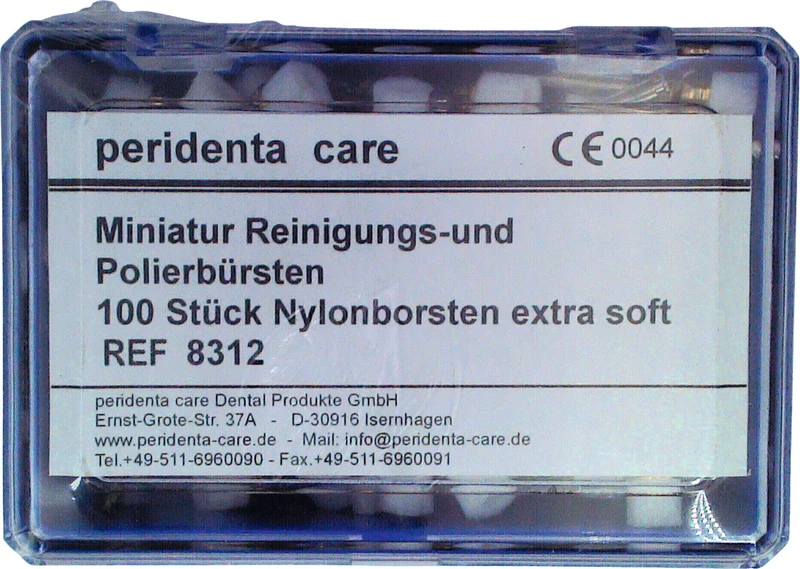 peridenta care CE 0044
Miniatur Reinigungs-und
Polierbürsten
100 Stück Nylonborsten extra soft
REF 8312
peridenta care Dental Produkte GmbH
Ernst-Grote-Str. 37A - D-30916 Isernhagen
www.peridenta-care.de - Mail: info@peridenta-care.de
Tel.+49-511-6960090 - Fax.+49-511-6960091